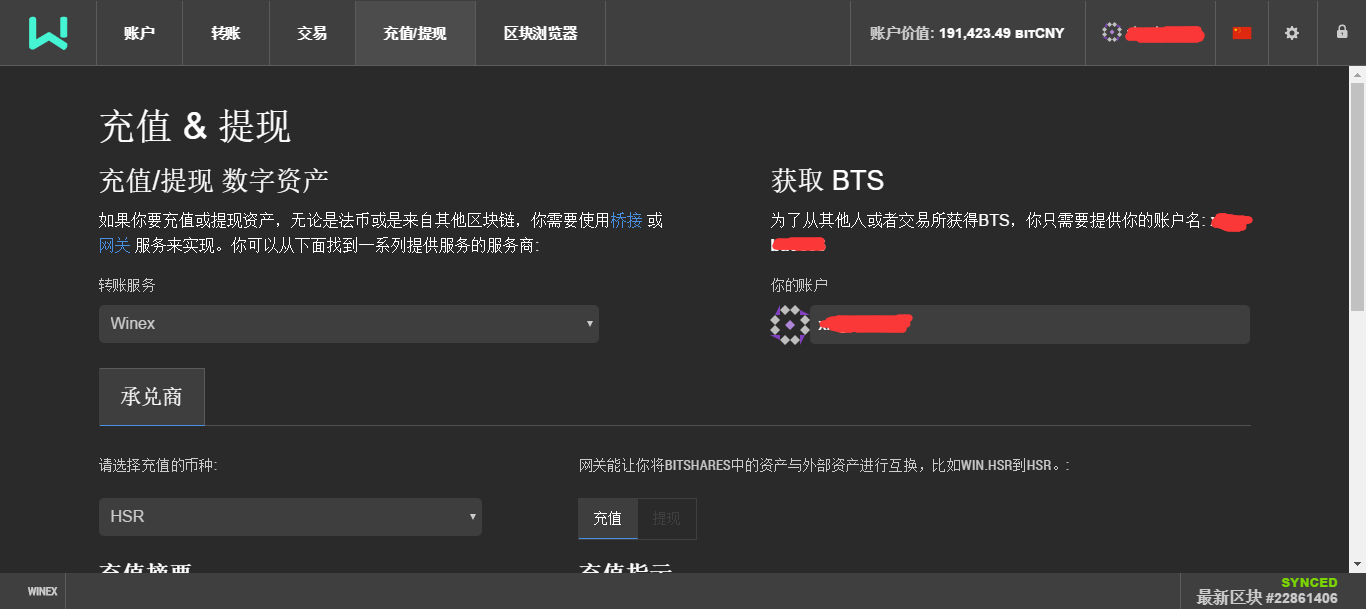 账户 转账 交易 充值/提现 区块浏览器 账户价值: 191,423.49 BITCNY
充值 & 提现
充值/提现 数字资产
如果你要充值或提现资产，无论是法币或是来自其他区块链，你需要使用桥接 或
网关 服务来实现。你可以从下面找到一系列提供服务的服务商:
转账服务
Winex
获取 BTS
为了从其他人或者交易所获得BTS，你只需要提供你的账户名:
你的账户
承兑商
请选择充值的币种:
HSR
网关能让你将BITSHARES中的资产与外部资产进行互换，比如WIN.HSR到HSR。:
充值 提现
充值摘要
充值指示
WINEX
SYNCED
最新区块 #22861406